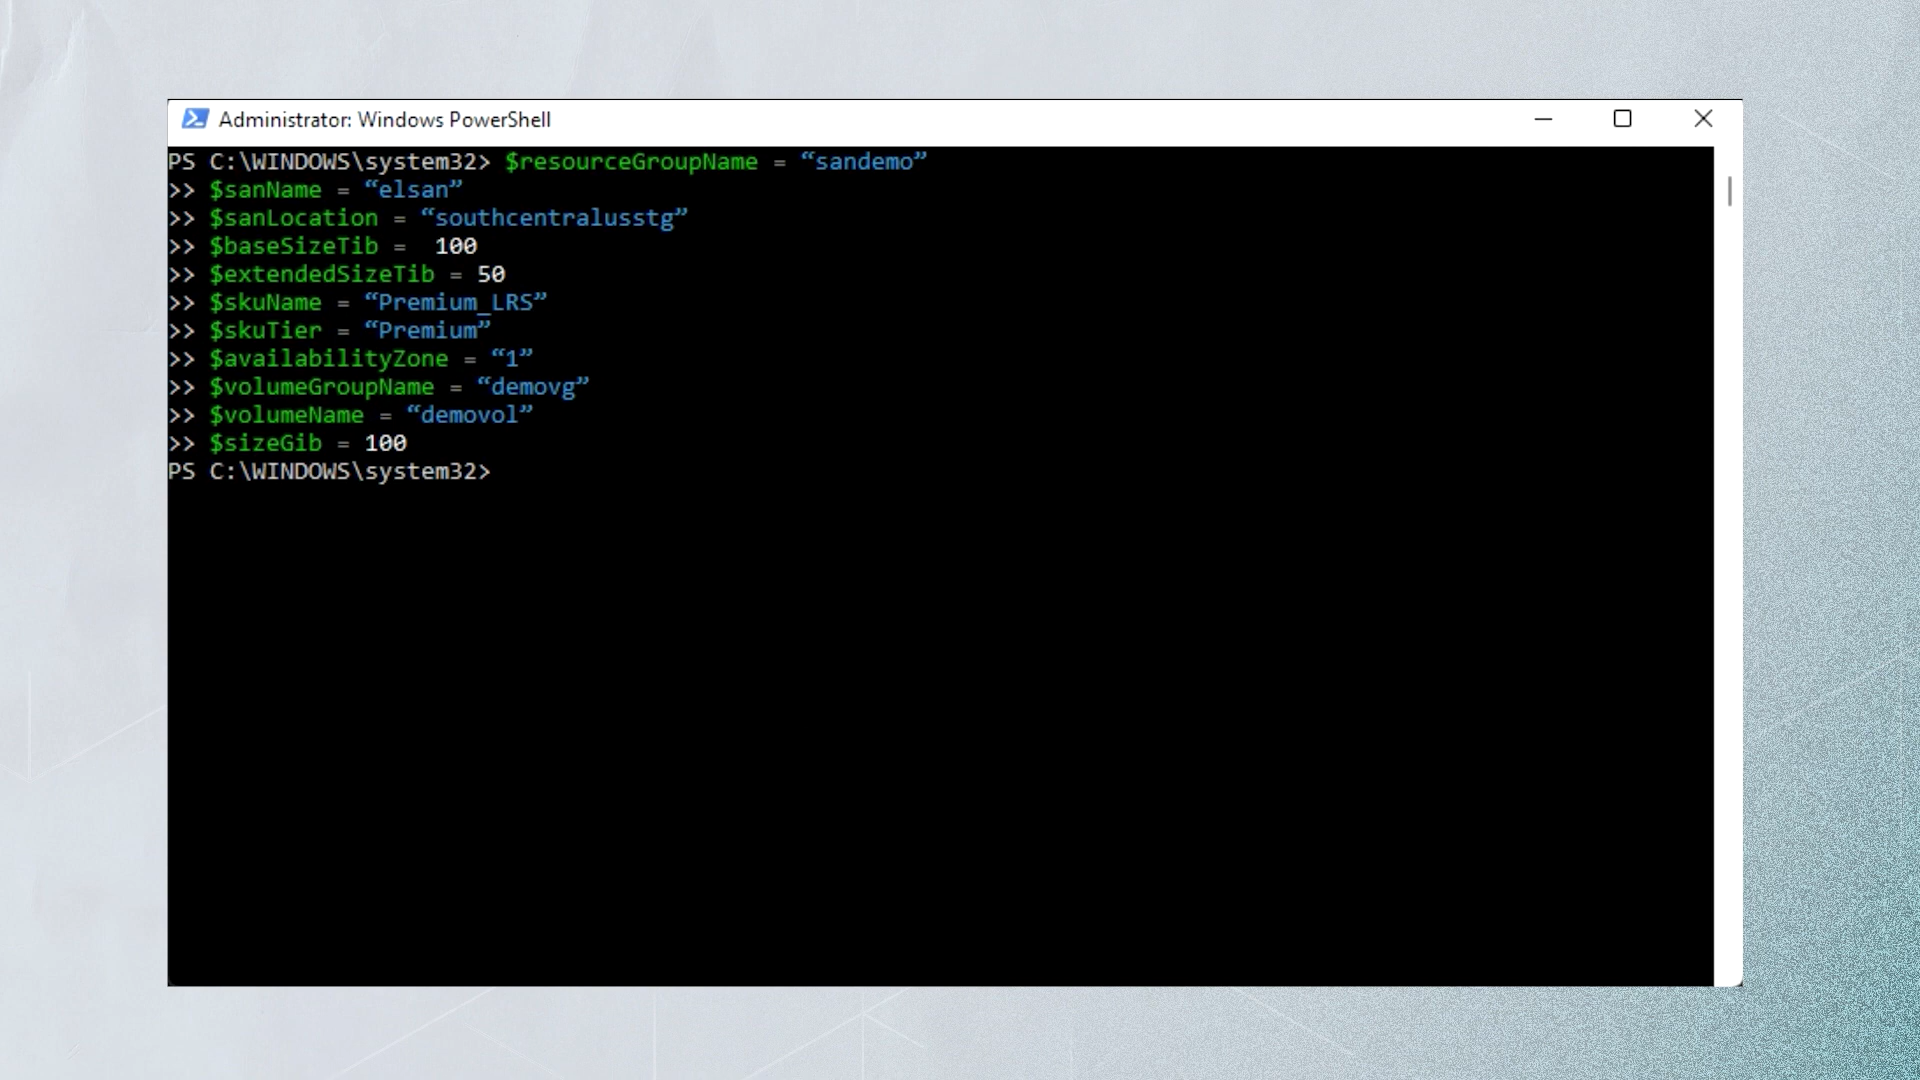 Administrator: Windows PowerShell
PS C:\WINDOWS\system32> $resourceGroupName = “sandemo”
>> $sanName = “elsan”
>> $sanLocation = “southcentralusstg”
>> $baseSizeTib =  100
>> $extendedSizeTib = 50
>> $skuName = “Premium_LRS”
>> $skuTier = “Premium”
>> $availabilityZone = “1”
>> $volumeGroupName = “demovg”
>> $volumeName = “demovol”
>> $sizeGib = 100
PS C:\WINDOWS\system32>